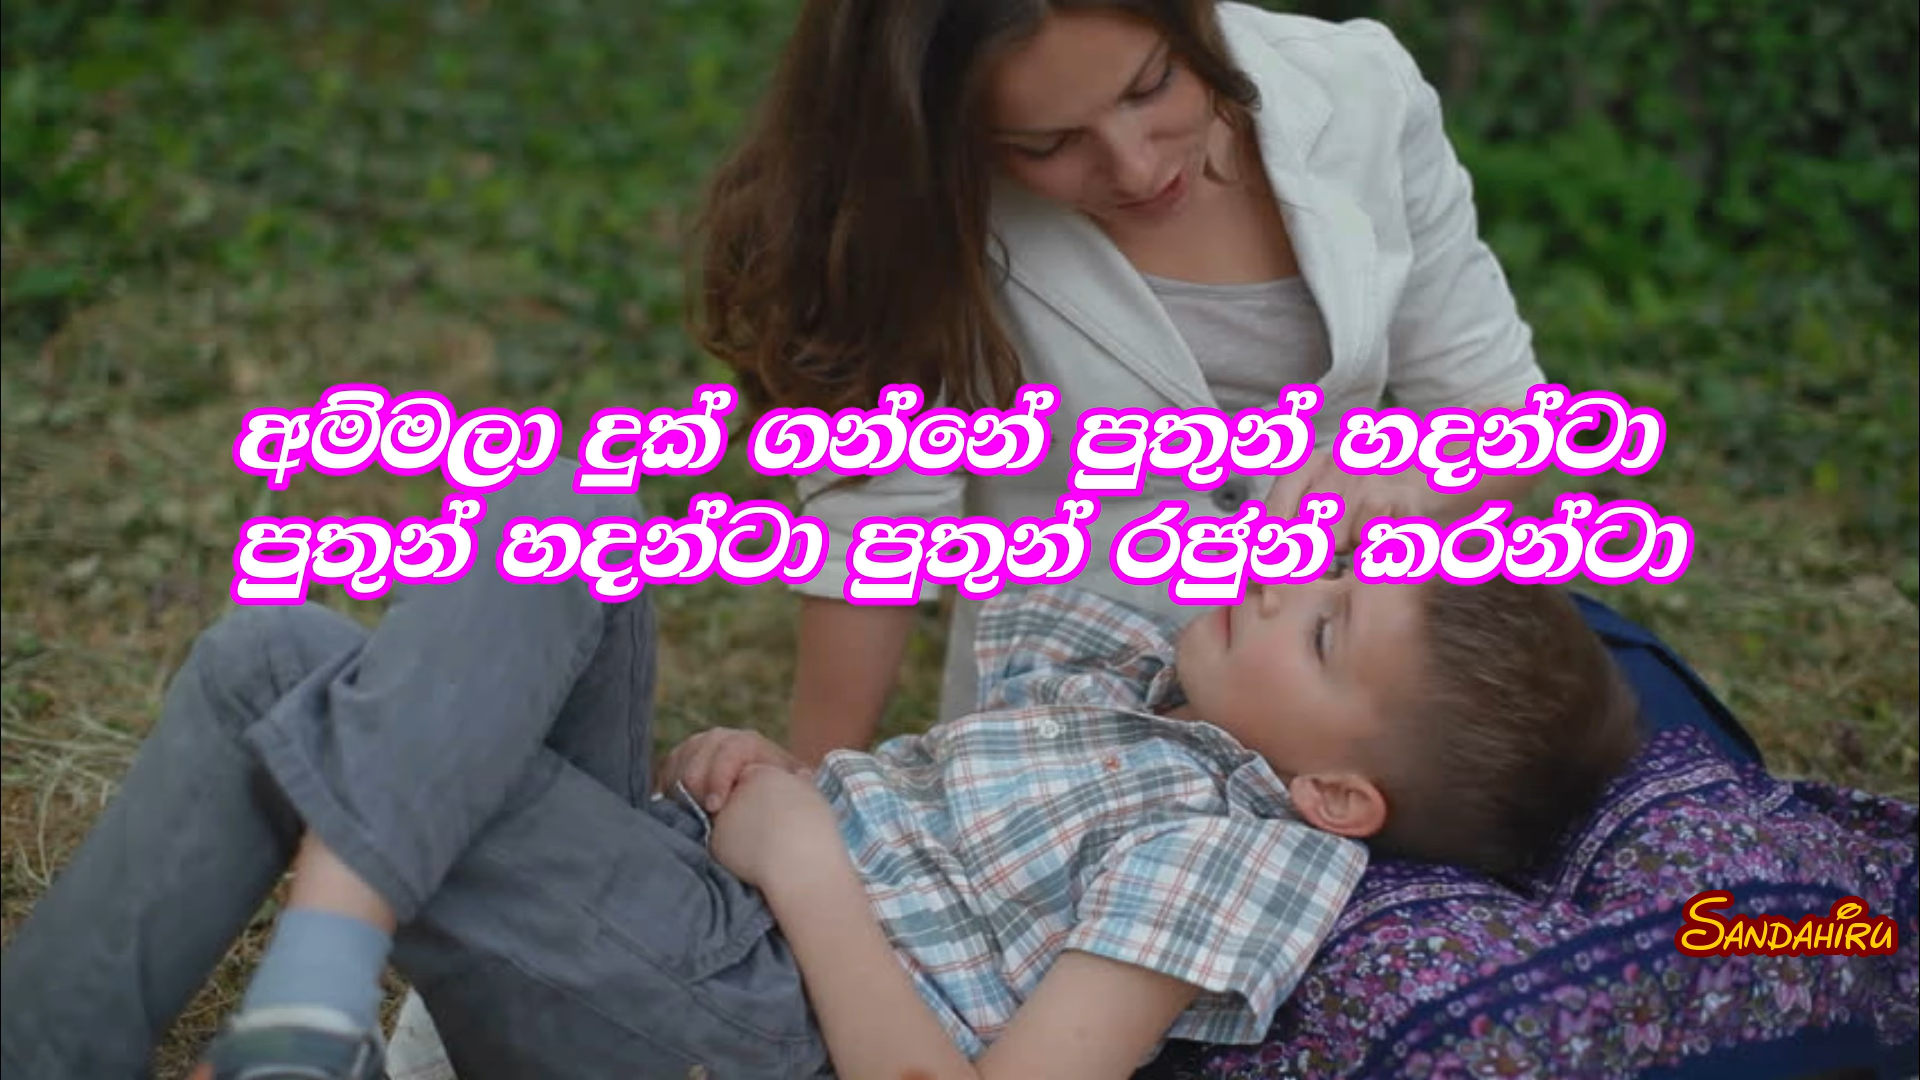 අම්මලා දුක් ගන්නේ පුතුන් හදන්ටා
පුතුන් හදන්ටා පුතුන් රජුන් කරන්ටා
SANDAHIRU